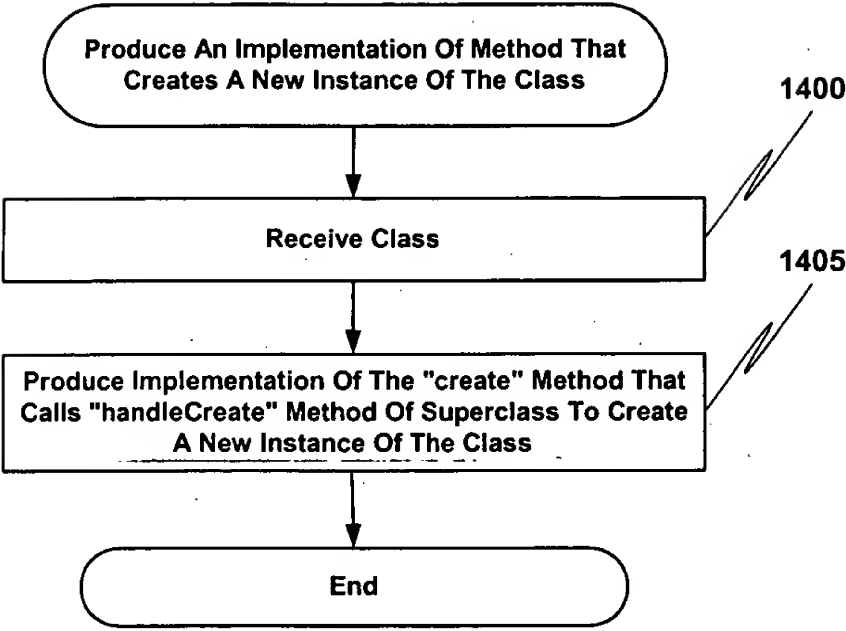 Produce An Implementation Of Method That
Creates A New Instance Of The Class
1400
Receive Class
1405
Produce Implementation Of The "create" Method That
Calls "handleCreate" Method Of Superclass To Create
A New Instance Of The Class
End